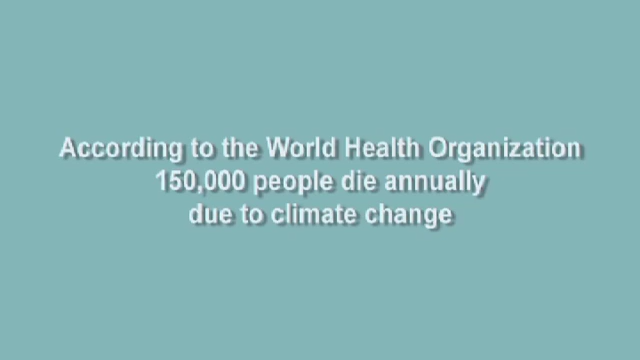 According to the World Health Organization
150,000 people die annually
due to climate change